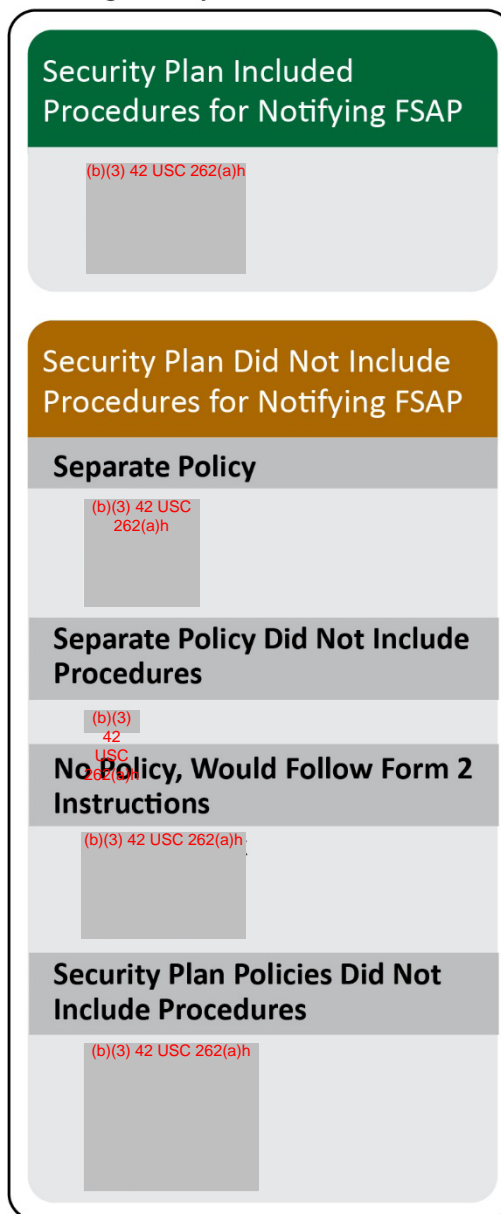 Security Plan Included
Procedures for Notifying FSAP
(b)(3) 42 USC 262(a)h
Security Plan Did Not Include
Procedures for Notifying FSAP
Separate Policy
(b)(3) 42 USC
262(a)h
Separate Policy Did Not Include
Procedures
(b)(3)
42
USC
262(a)h
No Policy, Would Follow Form 2
Instructions
(b)(3) 42 USC 262(a)h
Security Plan Policies Did Not
Include Procedures
(b)(3) 42 USC 262(a)h